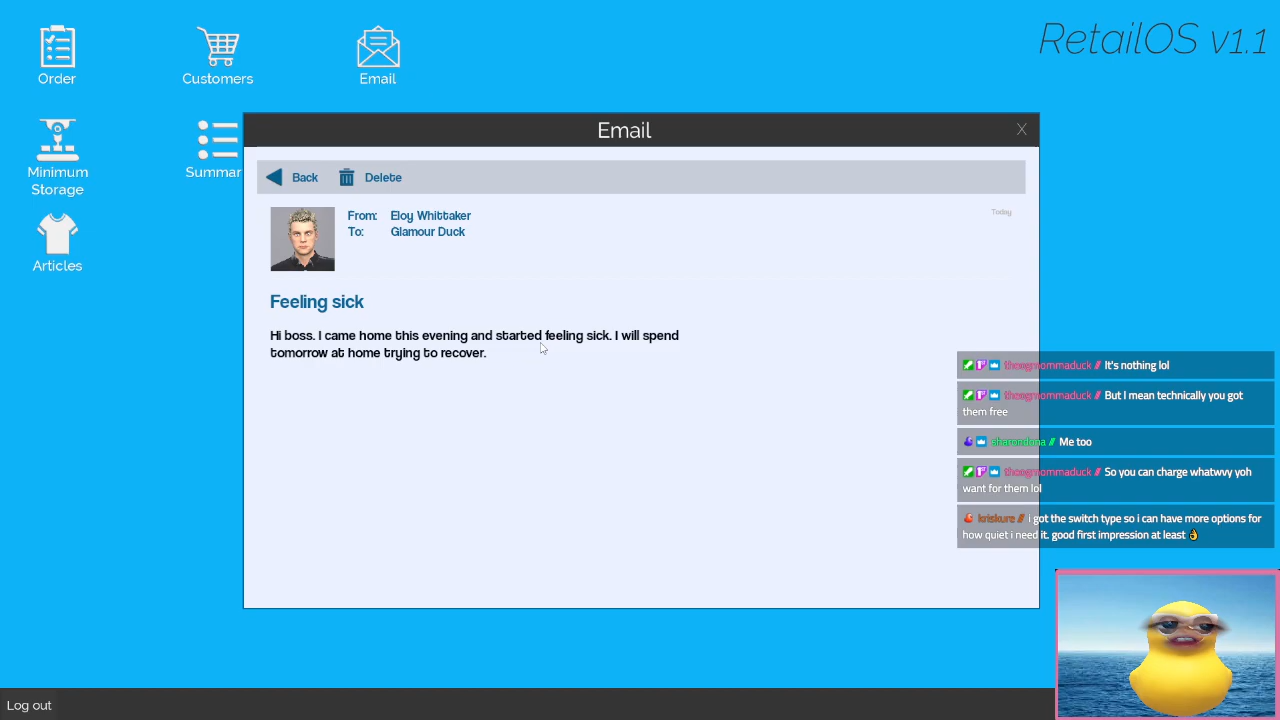 RetailOS v1.1
Order
Customers
Email
Minimum
Storage
Summar
Articles
Email
X
Back
Delete
From: Eloy Whittaker
To: Glamour Duck
Today
Feeling sick
Hi boss. I came home this evening and started feeling sick. I will spend
tomorrow at home trying to recover.
// It's nothing lol
// But I mean technically you got
them free
// Me too
// So you can charge whatwvy yoh
want for them lol
kriskure // i got the switch type so i can have more options for
how quiet i need it. good first impression at least 👌
Log out